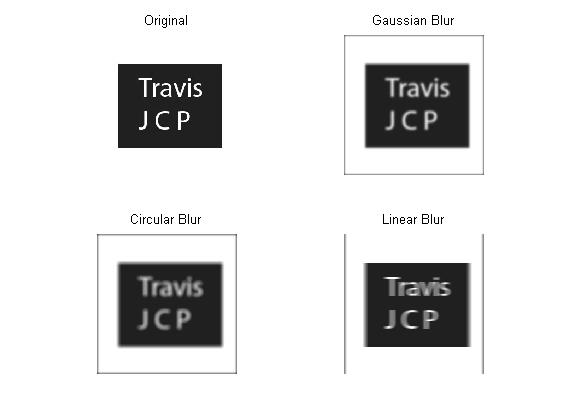 Original
Travis
J C P
Gaussian Blur
Travis
J C P
Circular Blur
Travis
J C P
Linear Blur
Travis
J C P